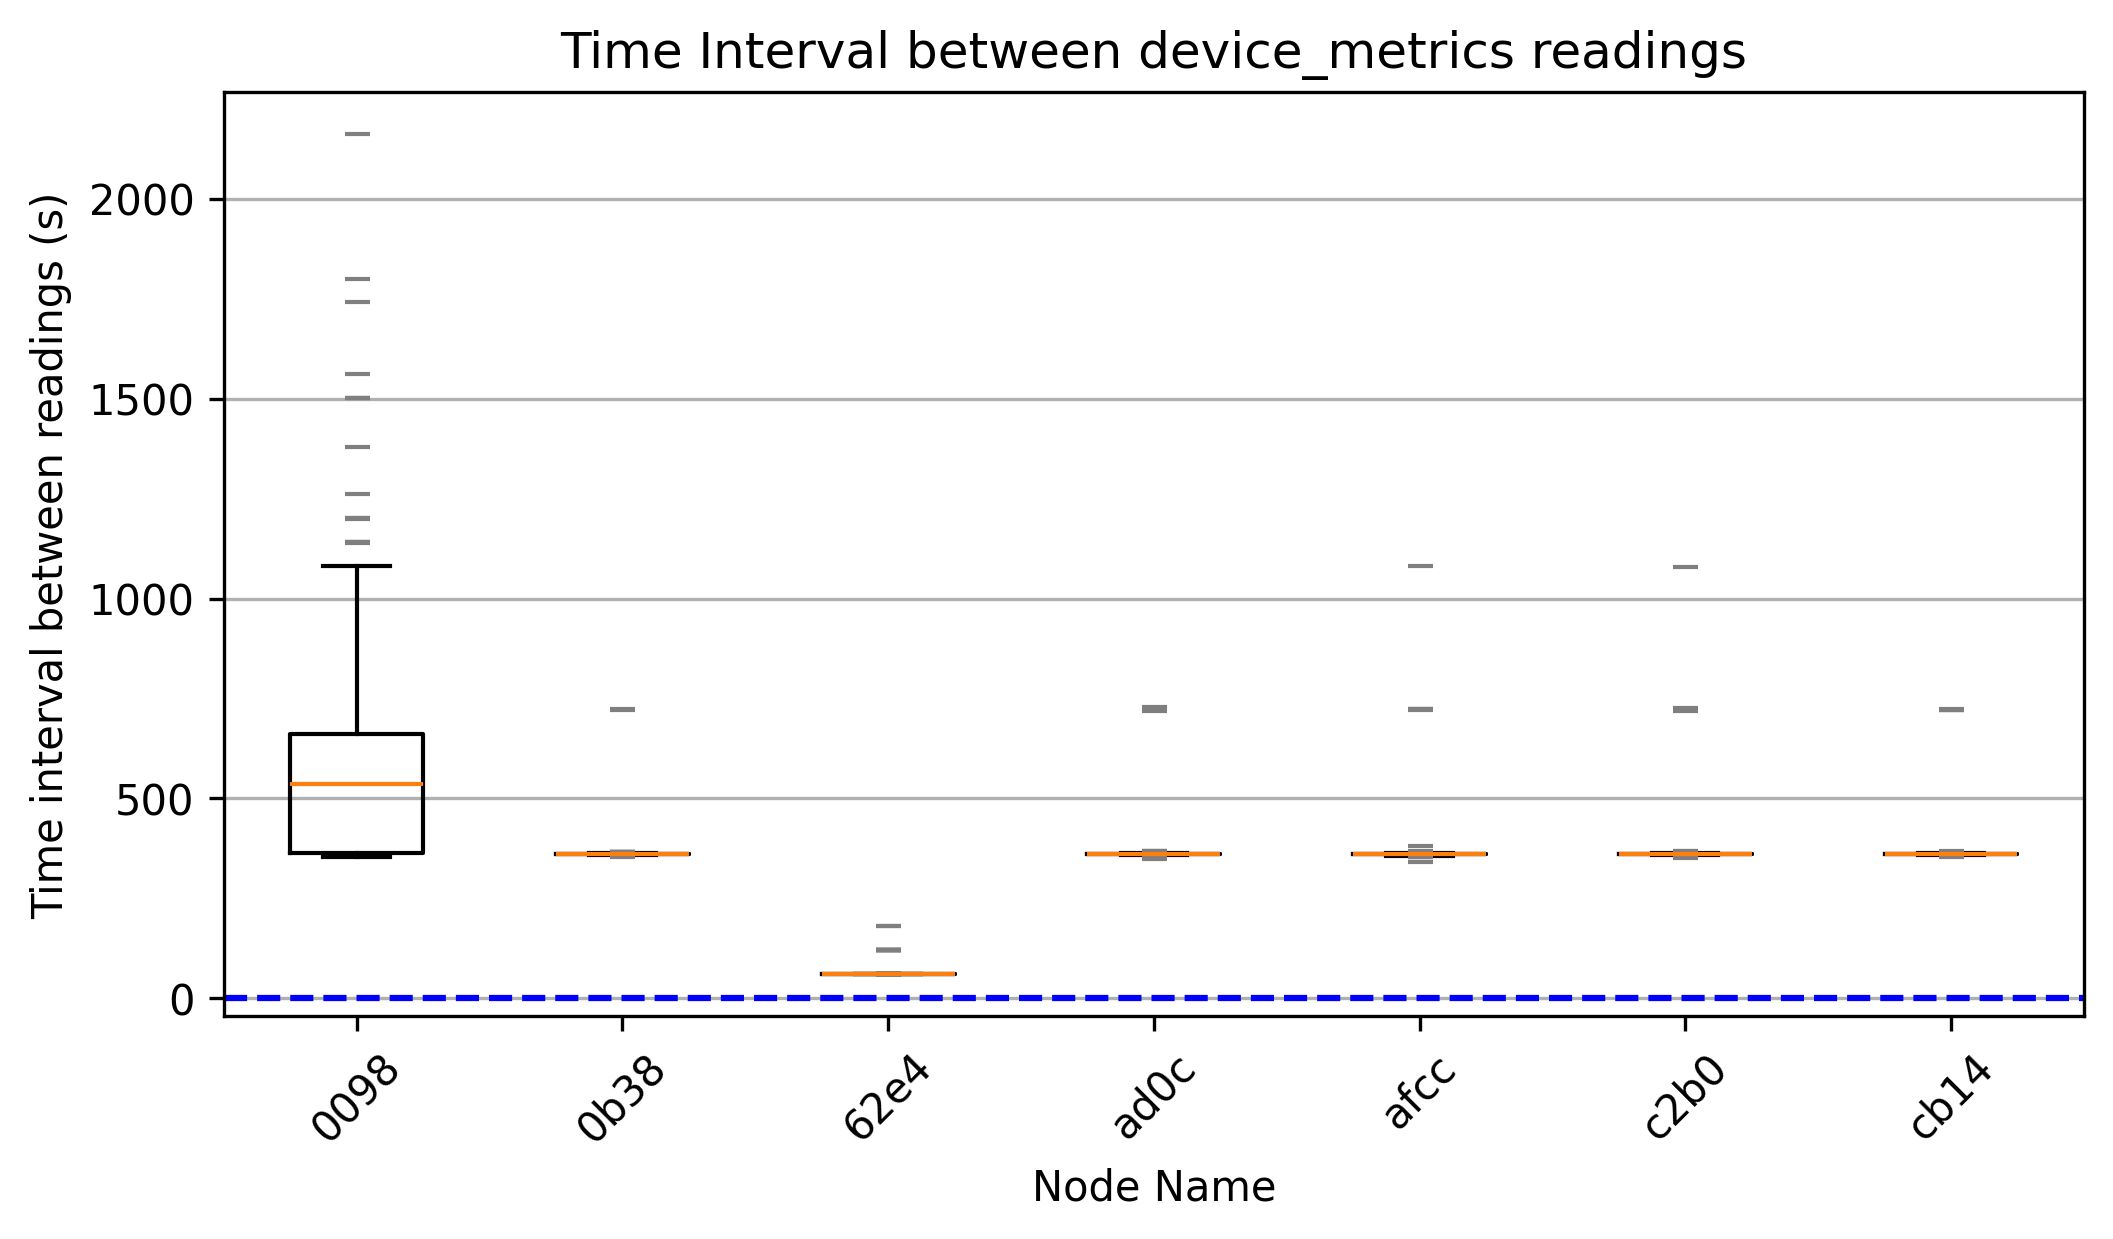 Time Interval between device_metrics readings
Time interval between readings (s)
2000
1500
1000
500
0
0098
0b38
62e4
ad0c
afcc
c2b0
cb14
Node Name